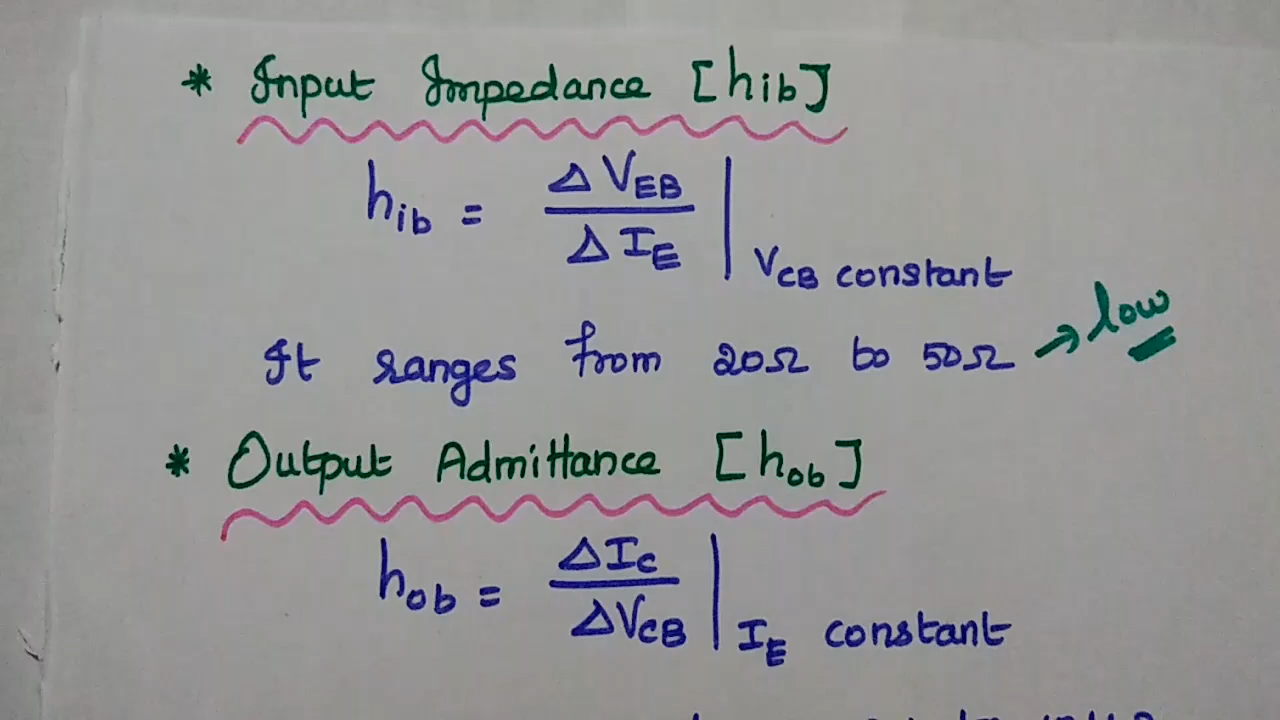 * Input Impedance [hib]
hib = ΔVEB / ΔIE | VCB constant
It ranges from 20Ω to 50Ω → low
* Output Admittance [hob]
hob = ΔIC / ΔVCB | IE constant